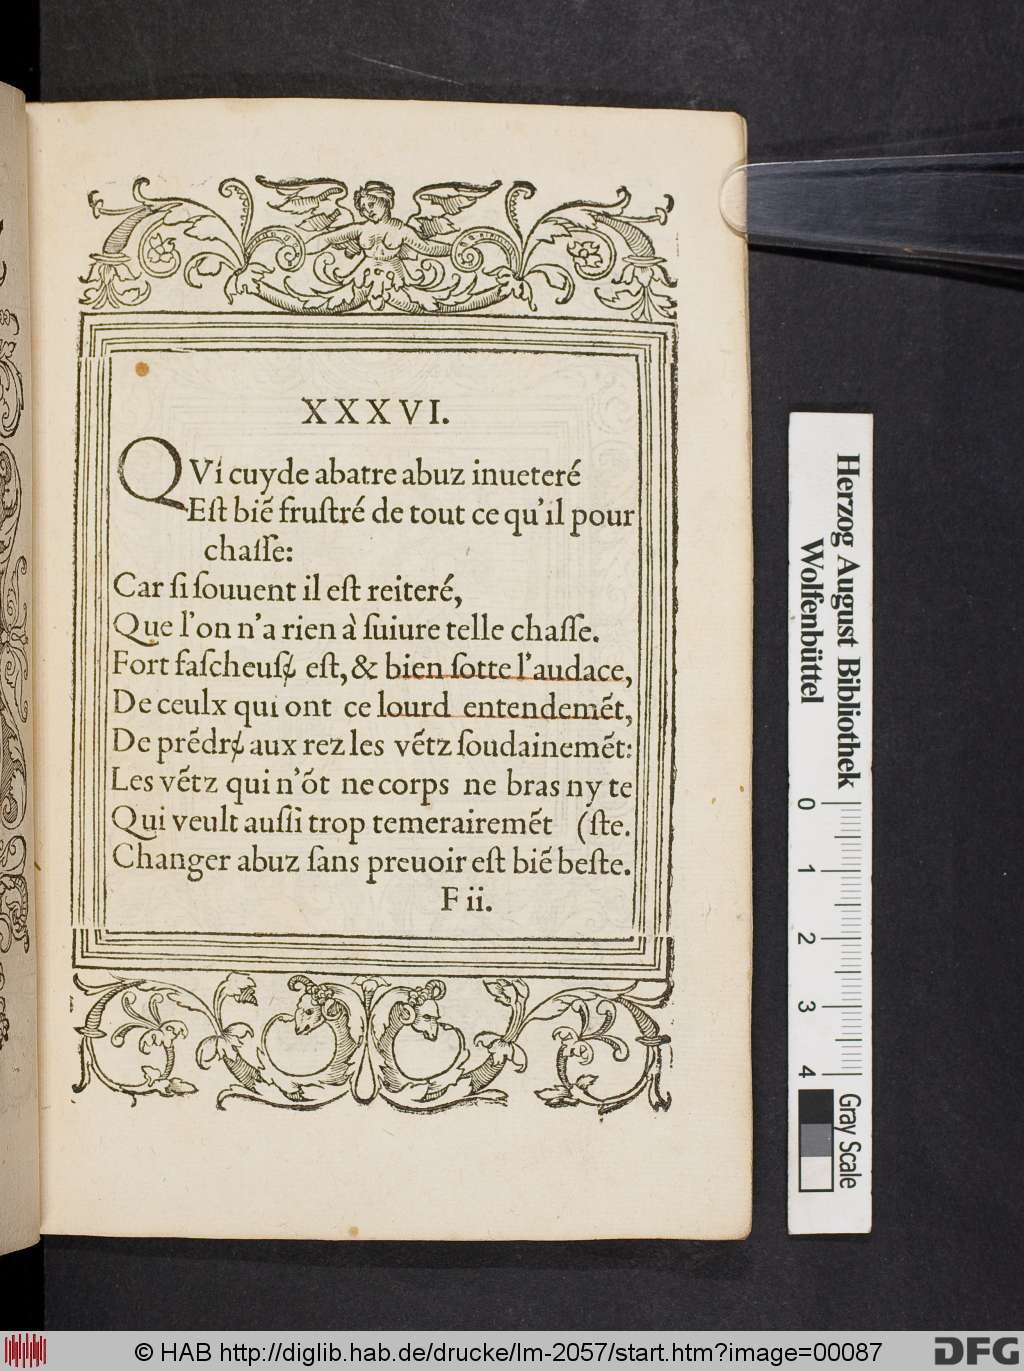 XXXVI.
QVi cuyde abatre abuz inueteré
Eſt biẽ fruſtré de tout ce qu'il pour
chaſſe:
Car ſi ſouuent il eſt reiteré,
Que l'on n'a rien à ſuiure telle chaſſe.
Fort faſcheuſɇ eſt, & bien ſotte l'audace,
De ceulx qui ont ce lourd entendemẽt,
De prẽdrɇ aux rez les vẽtz ſoudainemẽt:
Les vẽtz qui n'õt ne corps ne bras ny te
Qui veult auſſi trop temerairemẽt (ſte.
Changer abuz ſans preuoir eſt biẽ beſte.
F ii.
Herzog August Bibliothek
Wolfenbüttel
0 1 2 3 4
Gray Scale
© HAB http://diglib.hab.de/drucke/lm-2057/start.htm?image=00087
DFG